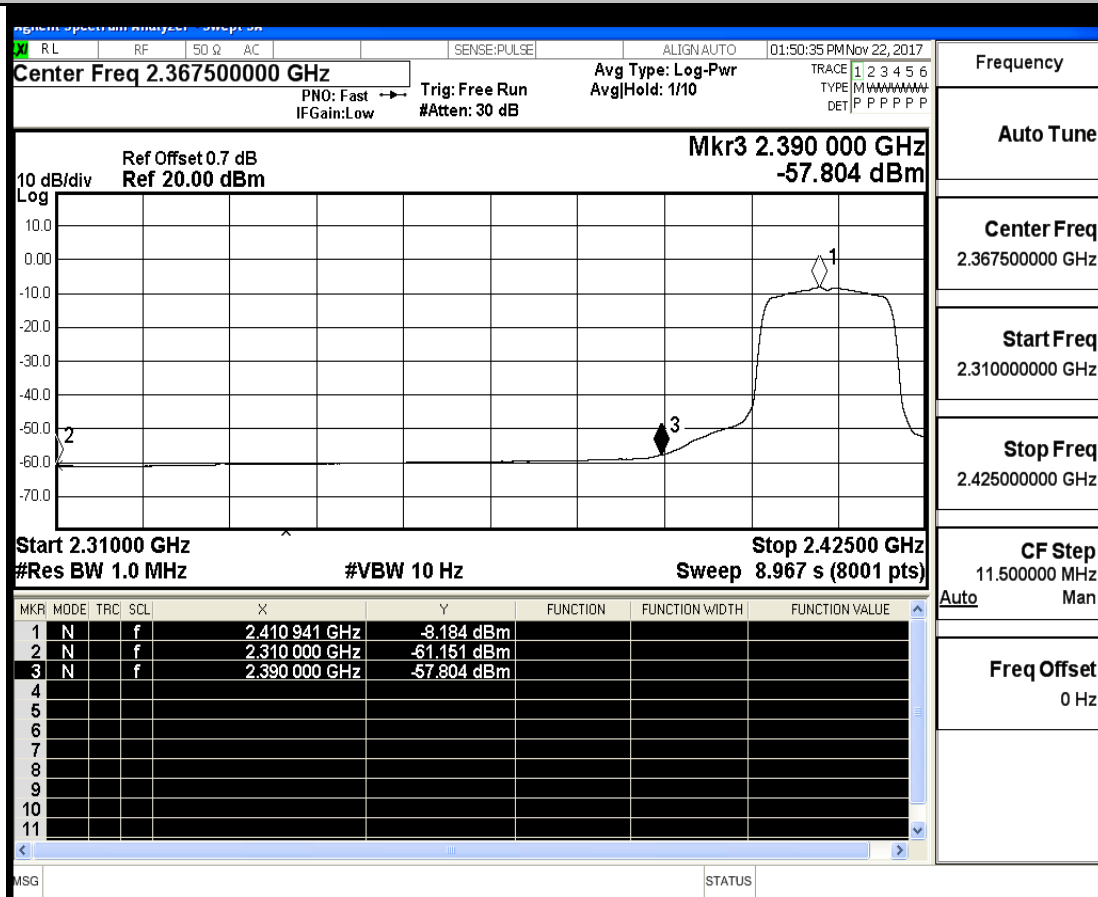 Agilent Spectrum Analyzer - Swept SA
RL RF 50 Ω AC SENSE:PULSE ALIGN AUTO 01:50:35 PM Nov 22, 2017
Center Freq 2.367500000 GHz
PNO: Fast
IFGain:Low
Trig: Free Run
#Atten: 30 dB
Avg Type: Log-Pwr
Avg|Hold: 1/10
TRACE 1 2 3 4 5 6
TYPE M W W W W W
DET P P P P P P
Mkr3 2.390 000 GHz
-57.804 dBm
Ref Offset 0.7 dB
10 dB/div Ref 20.00 dBm
Log
10.0
0.00
-10.0
-20.0
-30.0
-40.0
-50.0
-60.0
-70.0
1
2
3
Start 2.31000 GHz Stop 2.42500 GHz
#Res BW 1.0 MHz #VBW 10 Hz Sweep 8.967 s (8001 pts)
MKR MODE TRC SCL X Y FUNCTION FUNCTION WIDTH FUNCTION VALUE
1 N f 2.410 941 GHz -8.184 dBm
2 N f 2.310 000 GHz -61.151 dBm
3 N f 2.390 000 GHz -57.804 dBm
4
5
6
7
8
9
10
11
MSG STATUS
Frequency
Auto Tune
Center Freq
2.367500000 GHz
Start Freq
2.310000000 GHz
Stop Freq
2.425000000 GHz
CF Step
11.500000 MHz
Auto Man
Freq Offset
0 Hz